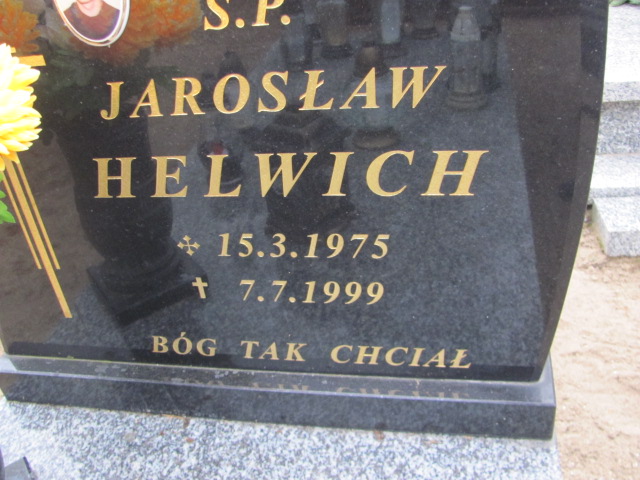 Ś.P.
JAROSŁAW
HELWICH
15.3.1975
7.7.1999
BÓG TAK CHCIAŁ